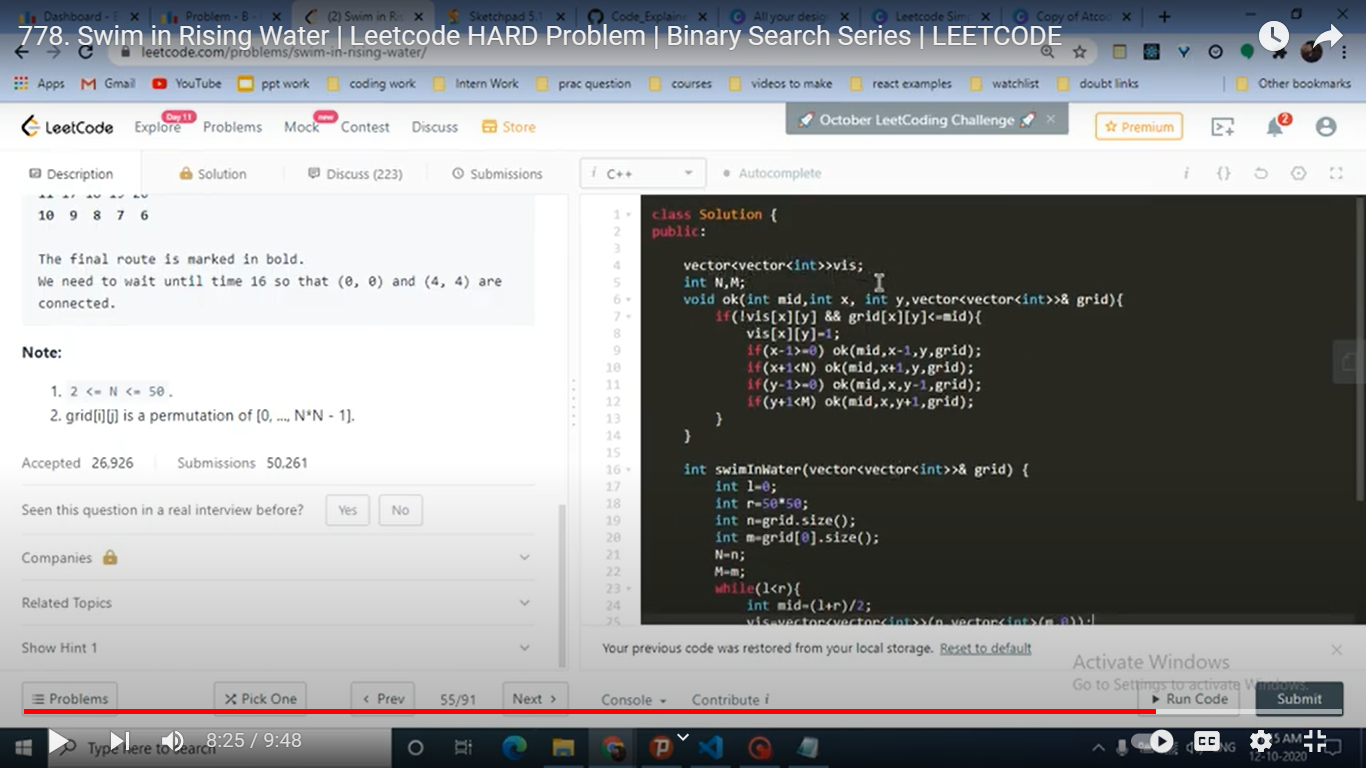 Dashboard -
Problem - B -
(2) Swim in Ri
Sketchpad 5.1
Code_Explaine
All your desig
Leetcode Sim
Copy of Atco
778. Swim in Rising Water | Leetcode HARD Problem | Binary Search Series | LEETCODE
leetcode.com/problems/swim-in-rising-water/
Apps
Gmail
YouTube
ppt work
coding work
Intern Work
prac question
courses
videos to make
react examples
watchlist
doubt links
Other bookmarks
LeetCode
Explore
Day 11
Problems
Mock
new
Contest
Discuss
Store
October LeetCoding Challenge
Premium
2
Description
Solution
Discuss (223)
Submissions
i C++
Autocomplete
10 9 8 7 6
The final route is marked in bold.
We need to wait until time 16 so that (0, 0) and (4, 4) are
connected.
Note:
1. 2 <= N <= 50.
2. grid[i][j] is a permutation of [0, ..., N*N - 1].
Accepted 26,926
Submissions 50,261
Seen this question in a real interview before?
Yes
No
Companies
Related Topics
Show Hint 1
1 class Solution {
2 public:
3
4 vector<vector<int>>vis;
5 int N,M;
6 void ok(int mid,int x, int y,vector<vector<int>>& grid){
7 if(!vis[x][y] && grid[x][y]<=mid){
8 vis[x][y]=1;
9 if(x-1>=0) ok(mid,x-1,y,grid);
10 if(x+1<N) ok(mid,x+1,y,grid);
11 if(y-1>=0) ok(mid,x,y-1,grid);
12 if(y+1<M) ok(mid,x,y+1,grid);
13 }
14 }
15
16 int swimInWater(vector<vector<int>>& grid) {
17 int l=0;
18 int r=50*50;
19 int n=grid.size();
20 int m=grid[0].size();
21 N=n;
22 M=m;
23 while(l<r){
24 int mid=(l+r)/2;
25 vis=vector<vector<int>>(n,vector<int>(m,0));
Your previous code was restored from your local storage. Reset to default
Activate Windows
Go to Settings to activate Windows.
Problems
Pick One
Prev
55/91
Next
Console
Contribute i
Run Code
Submit
8:25 / 9:48
Type here to search
CC
12-10-2020